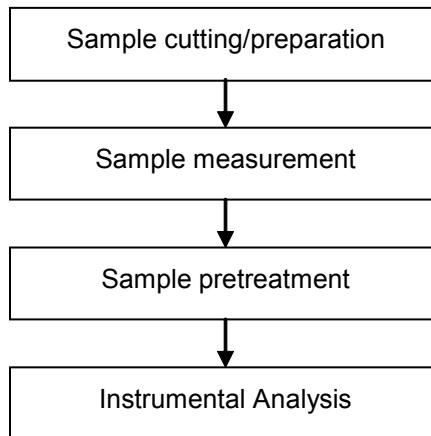 Sample cutting/preparation
Sample measurement
Sample pretreatment
Instrumental Analysis